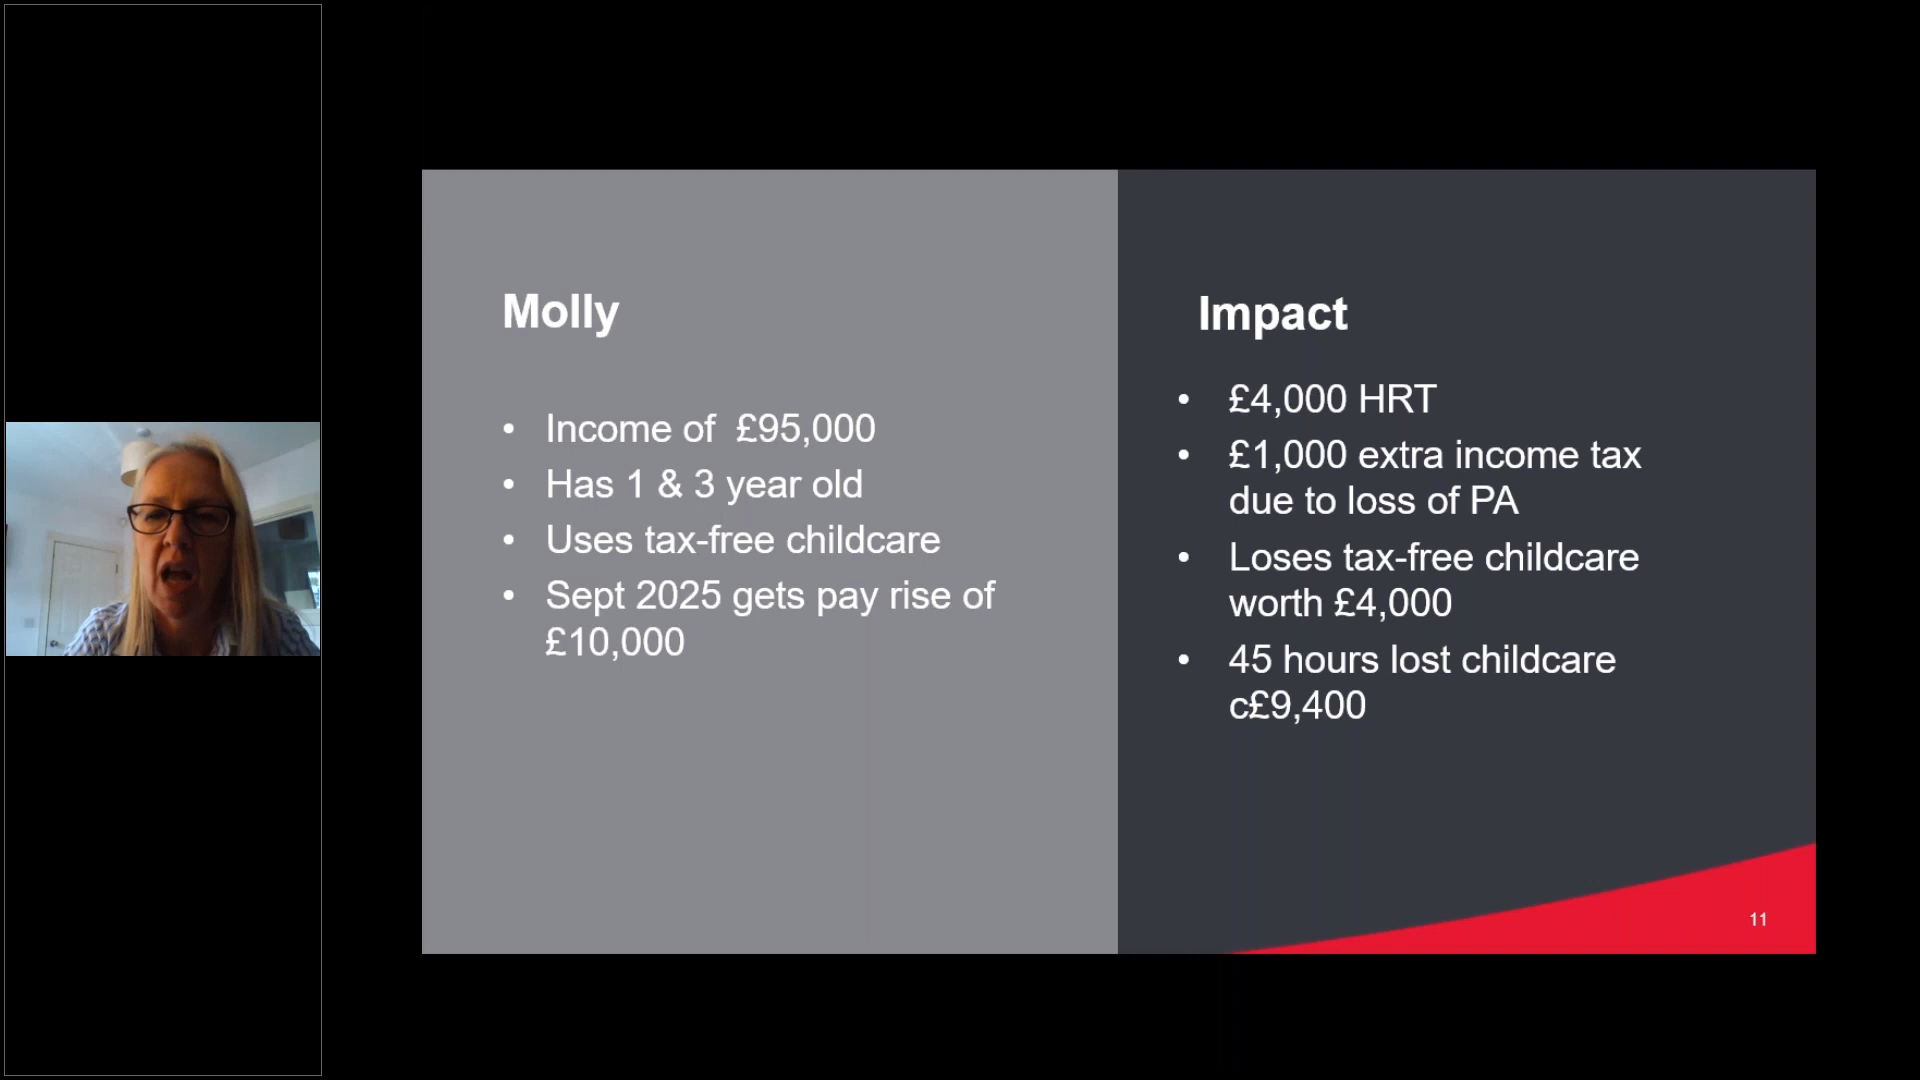 Molly
• Income of  £95,000
• Has 1 & 3 year old
• Uses tax-free childcare
• Sept 2025 gets pay rise of
£10,000
Impact
• £4,000 HRT
• £1,000 extra income tax
due to loss of PA
• Loses tax-free childcare
worth £4,000
• 45 hours lost childcare
c£9,400
11